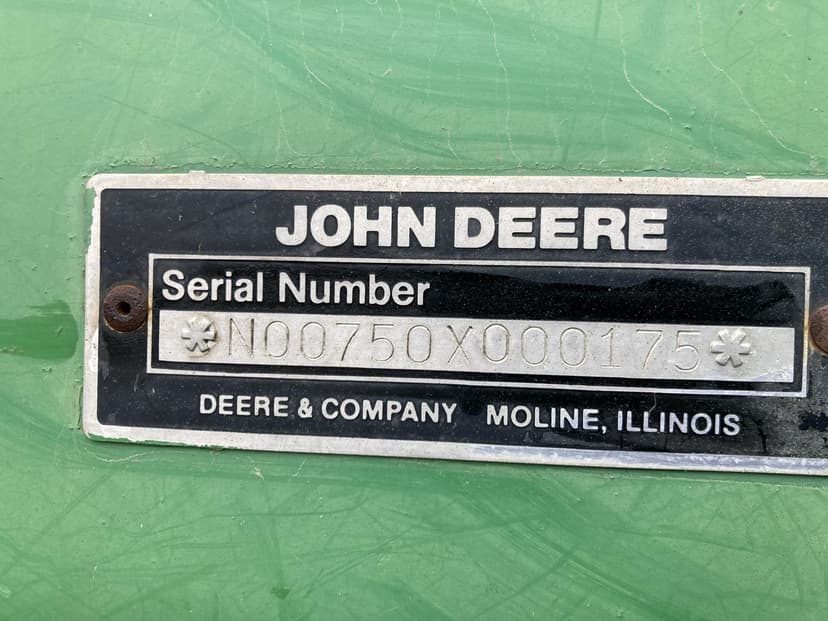 JOHN DEERE
Serial Number
*N00750X000175*
DEERE & COMPANY MOLINE, ILLINOIS